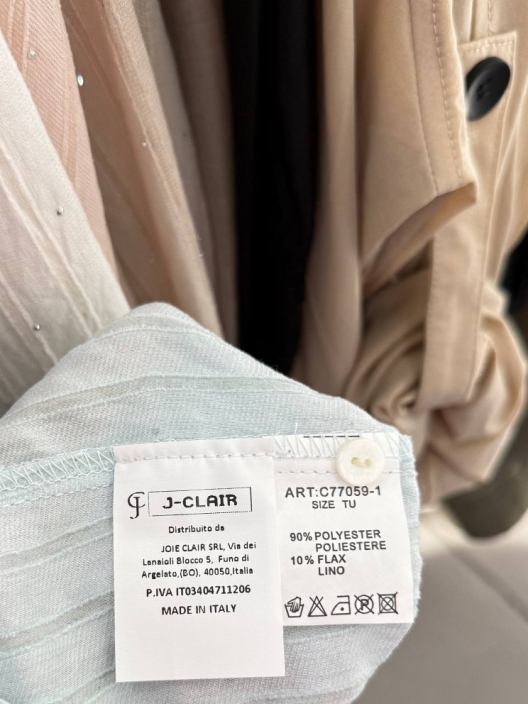 J-CLAIR
Distribuito da
JOIE CLAIR SRL, Via dei
Lanaioli Blocco 5, Funo di
Argelato,(BO), 40050,Italia
P.IVA IT03404711206
MADE IN ITALY
ART:C77059-1
SIZE TU
90% POLYESTER
POLIESTERE
10% FLAX
LINO